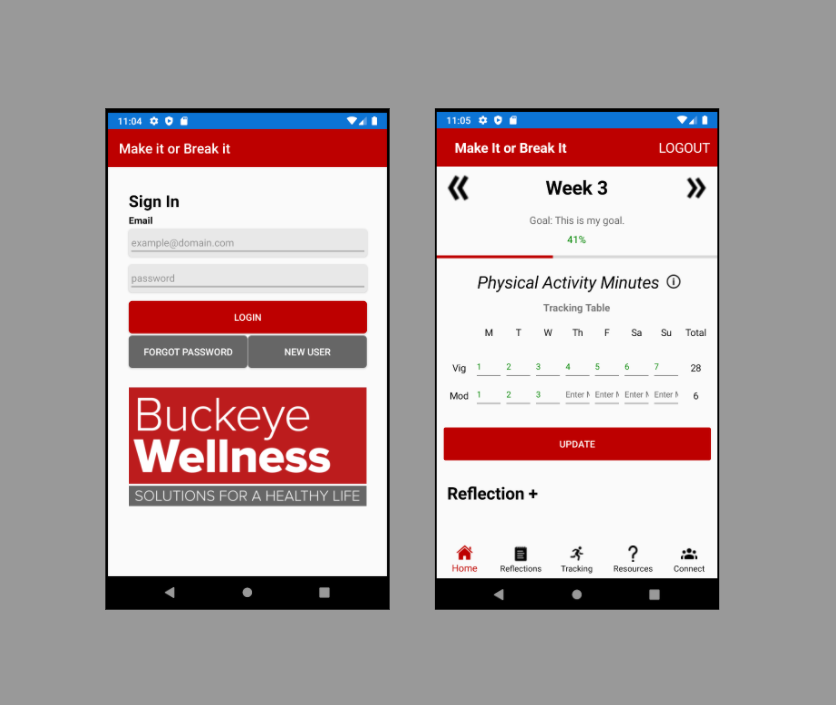 11:04
Make it or Break it
Sign In
Email
example@domain.com
password
LOGIN
FORGOT PASSWORD NEW USER
Buckeye
Wellness
SOLUTIONS FOR A HEALTHY LIFE
11:05
Make It or Break It LOGOUT
Week 3
Goal: This is my goal.
41%
Physical Activity Minutes
Tracking Table
M T W Th F Sa Su Total
Vig 1 2 3 4 5 6 7 28
Mod 1 2 3 Enter M Enter M Enter M Enter M 6
UPDATE
Reflection +
Home Reflections Tracking Resources Connect